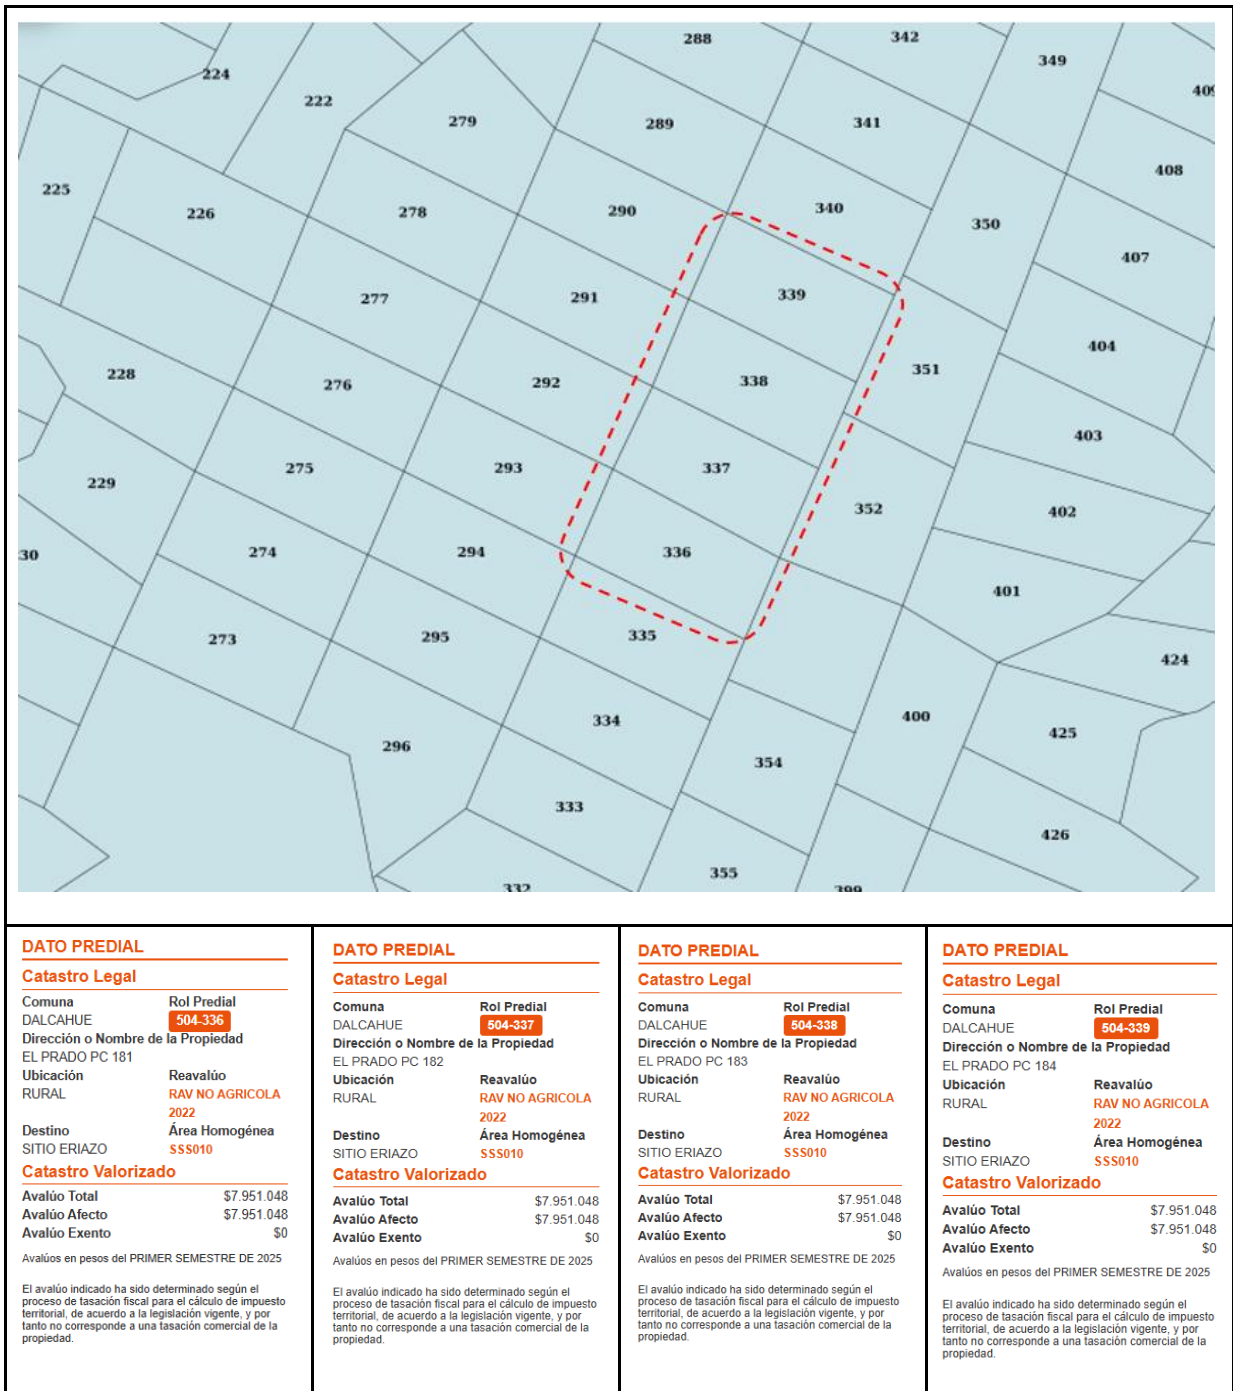 288
342
349
224
409
222
279
289
341
408
225
226
278
290
340
350
407
277
291
339
404
228
276
292
338
351
403
229
275
293
337
352
402
30
274
294
336
401
273
295
335
424
296
334
400
425
354
333
426
355
332
399
DATO PREDIAL
Catastro Legal
Comuna Rol Predial
DALCAHUE 504-336
Dirección o Nombre de la Propiedad
EL PRADO PC 181
Ubicación Reavalúo
RURAL RAV NO AGRICOLA
2022
Destino Área Homogénea
SITIO ERIAZO SSS010
Catastro Valorizado
Avalúo Total $7.951.048
Avalúo Afecto $7.951.048
Avalúo Exento $0
Avalúos en pesos del PRIMER SEMESTRE DE 2025
El avalúo indicado ha sido determinado según el
proceso de tasación fiscal para el cálculo de impuesto
territorial, de acuerdo a la legislación vigente, y por
tanto no corresponde a una tasación comercial de la
propiedad.
DATO PREDIAL
Catastro Legal
Comuna Rol Predial
DALCAHUE 504-337
Dirección o Nombre de la Propiedad
EL PRADO PC 182
Ubicación Reavalúo
RURAL RAV NO AGRICOLA
2022
Destino Área Homogénea
SITIO ERIAZO SSS010
Catastro Valorizado
Avalúo Total $7.951.048
Avalúo Afecto $7.951.048
Avalúo Exento $0
Avalúos en pesos del PRIMER SEMESTRE DE 2025
El avalúo indicado ha sido determinado según el
proceso de tasación fiscal para el cálculo de impuesto
territorial, de acuerdo a la legislación vigente, y por
tanto no corresponde a una tasación comercial de la
propiedad.
DATO PREDIAL
Catastro Legal
Comuna Rol Predial
DALCAHUE 504-338
Dirección o Nombre de la Propiedad
EL PRADO PC 183
Ubicación Reavalúo
RURAL RAV NO AGRICOLA
2022
Destino Área Homogénea
SITIO ERIAZO SSS010
Catastro Valorizado
Avalúo Total $7.951.048
Avalúo Afecto $7.951.048
Avalúo Exento $0
Avalúos en pesos del PRIMER SEMESTRE DE 2025
El avalúo indicado ha sido determinado según el
proceso de tasación fiscal para el cálculo de impuesto
territorial, de acuerdo a la legislación vigente, y por
tanto no corresponde a una tasación comercial de la
propiedad.
DATO PREDIAL
Catastro Legal
Comuna Rol Predial
DALCAHUE 504-339
Dirección o Nombre de la Propiedad
EL PRADO PC 184
Ubicación Reavalúo
RURAL RAV NO AGRICOLA
2022
Destino Área Homogénea
SITIO ERIAZO SSS010
Catastro Valorizado
Avalúo Total $7.951.048
Avalúo Afecto $7.951.048
Avalúo Exento $0
Avalúos en pesos del PRIMER SEMESTRE DE 2025
El avalúo indicado ha sido determinado según el
proceso de tasación fiscal para el cálculo de impuesto
territorial, de acuerdo a la legislación vigente, y por
tanto no corresponde a una tasación comercial de la
propiedad.